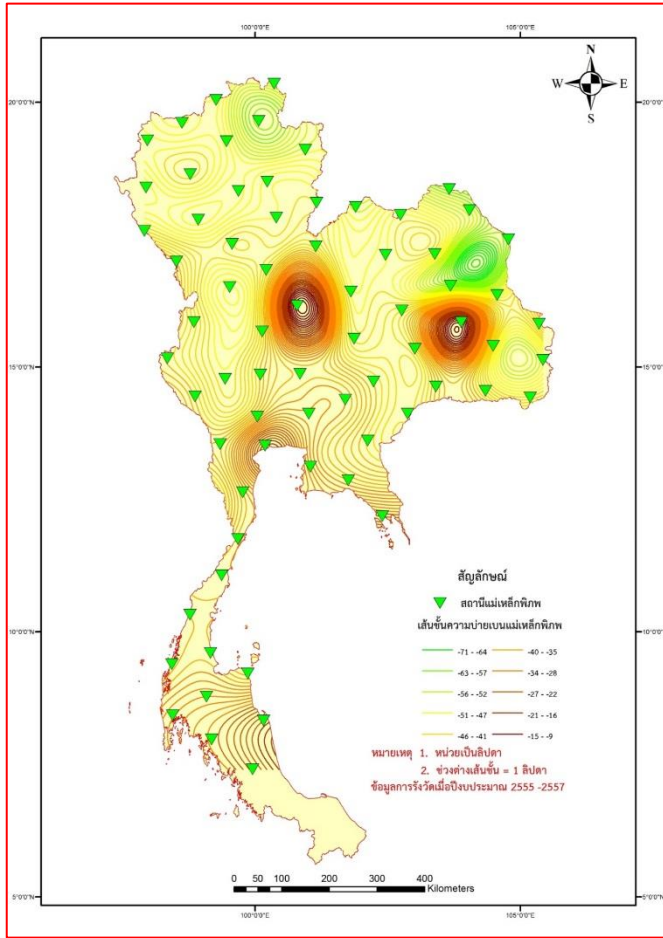 100°0'0"E 105°0'0"E
N
W E
S
20°0'0"N 20°0'0"N
15°0'0"N 15°0'0"N
10°0'0"N 10°0'0"N
สัญลักษณ์
สถานีแม่เหล็กพิภพ
เส้นชั้นความบ่ายเบนแม่เหล็กพิภพ
-71 - -64 -40 - -35
-63 - -57 -34 - -28
-56 - -52 -27 - -22
-51 - -47 -21 - -16
-46 - -41 -15 - -9
หมายเหตุ 1. หน่วยเป็นลิปดา
2. ช่วงต่างเส้นชั้น = 1 ลิปดา
ข้อมูลการรังวัดเมื่อปีงบประมาณ 2555 -2557
0 50 100 200 300 400
Kilometers
5°0'0"N 5°0'0"N
100°0'0"E 105°0'0"E